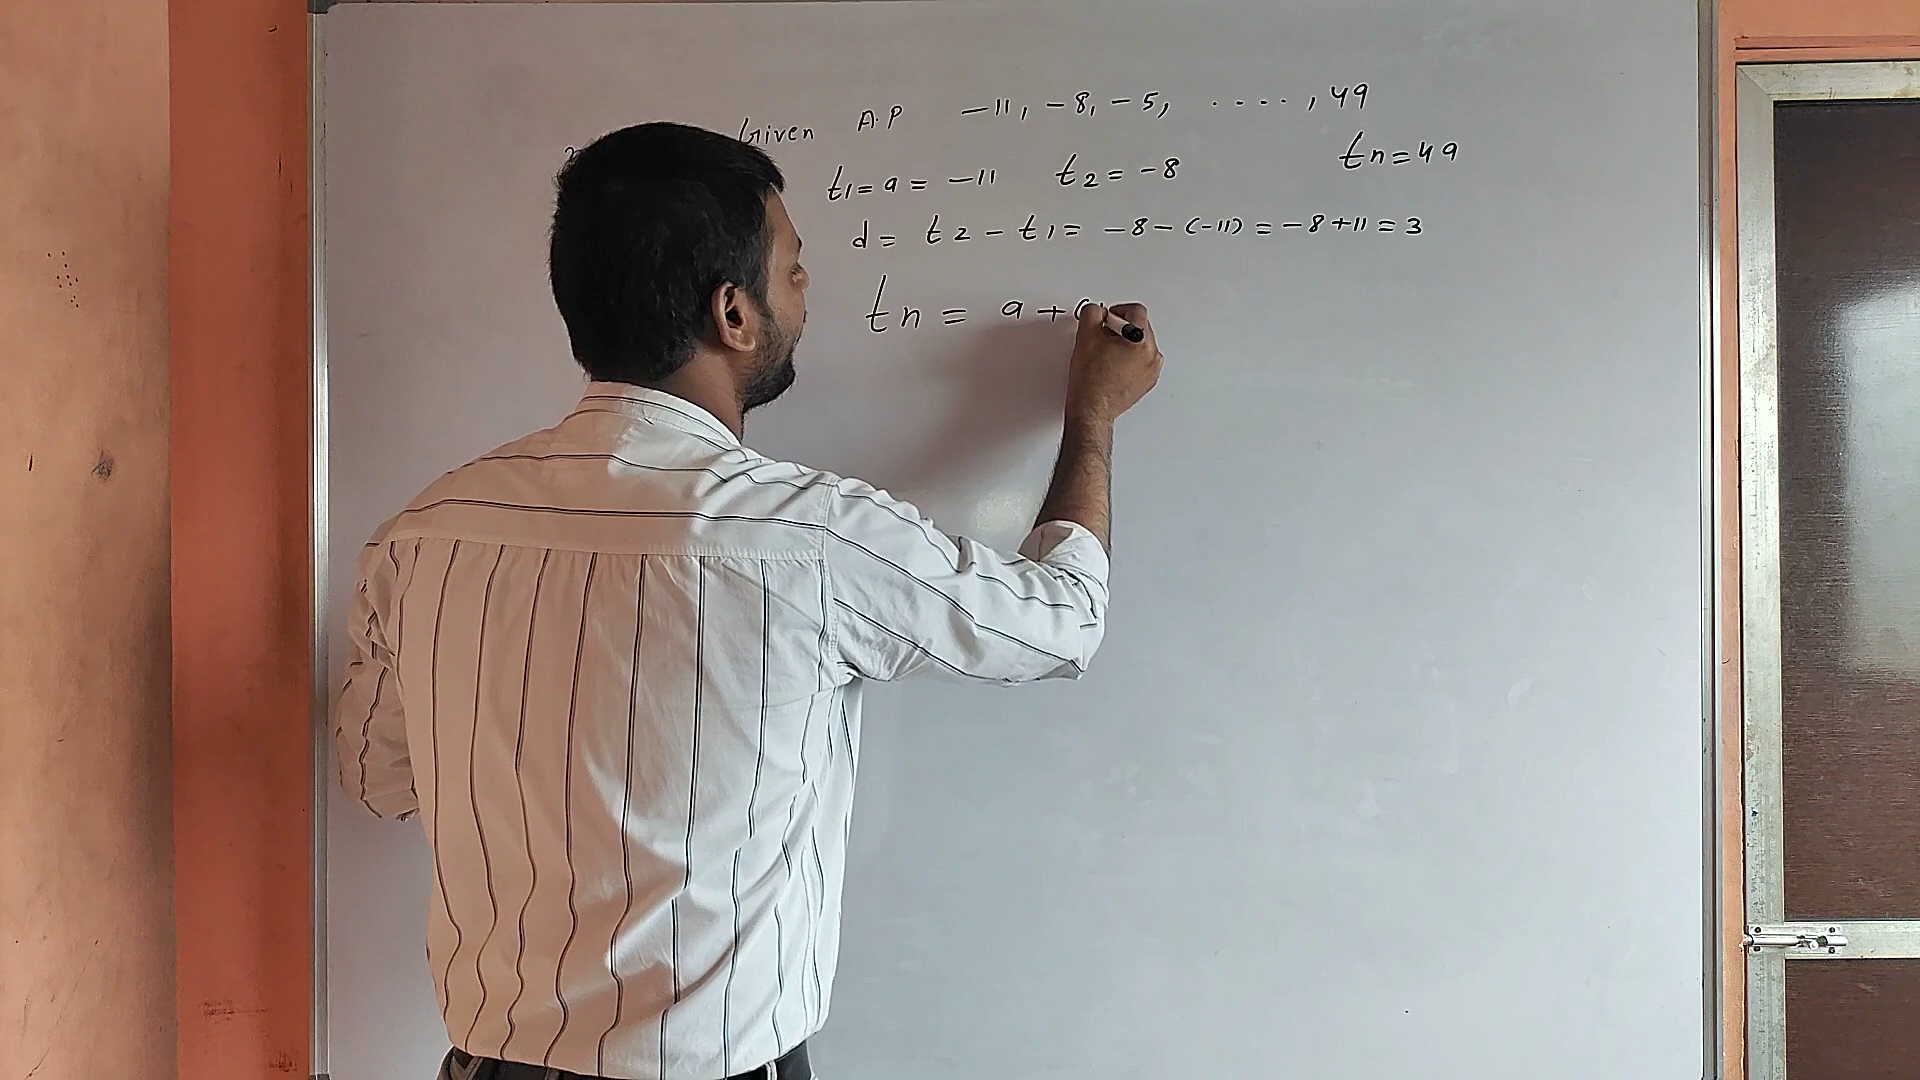 Given A.P -11, -8, -5, ...., 49
t1 = a = -11 t2 = -8 tn = 49
d = t2 - t1 = -8 - (-11) = -8 + 11 = 3
tn = a + (